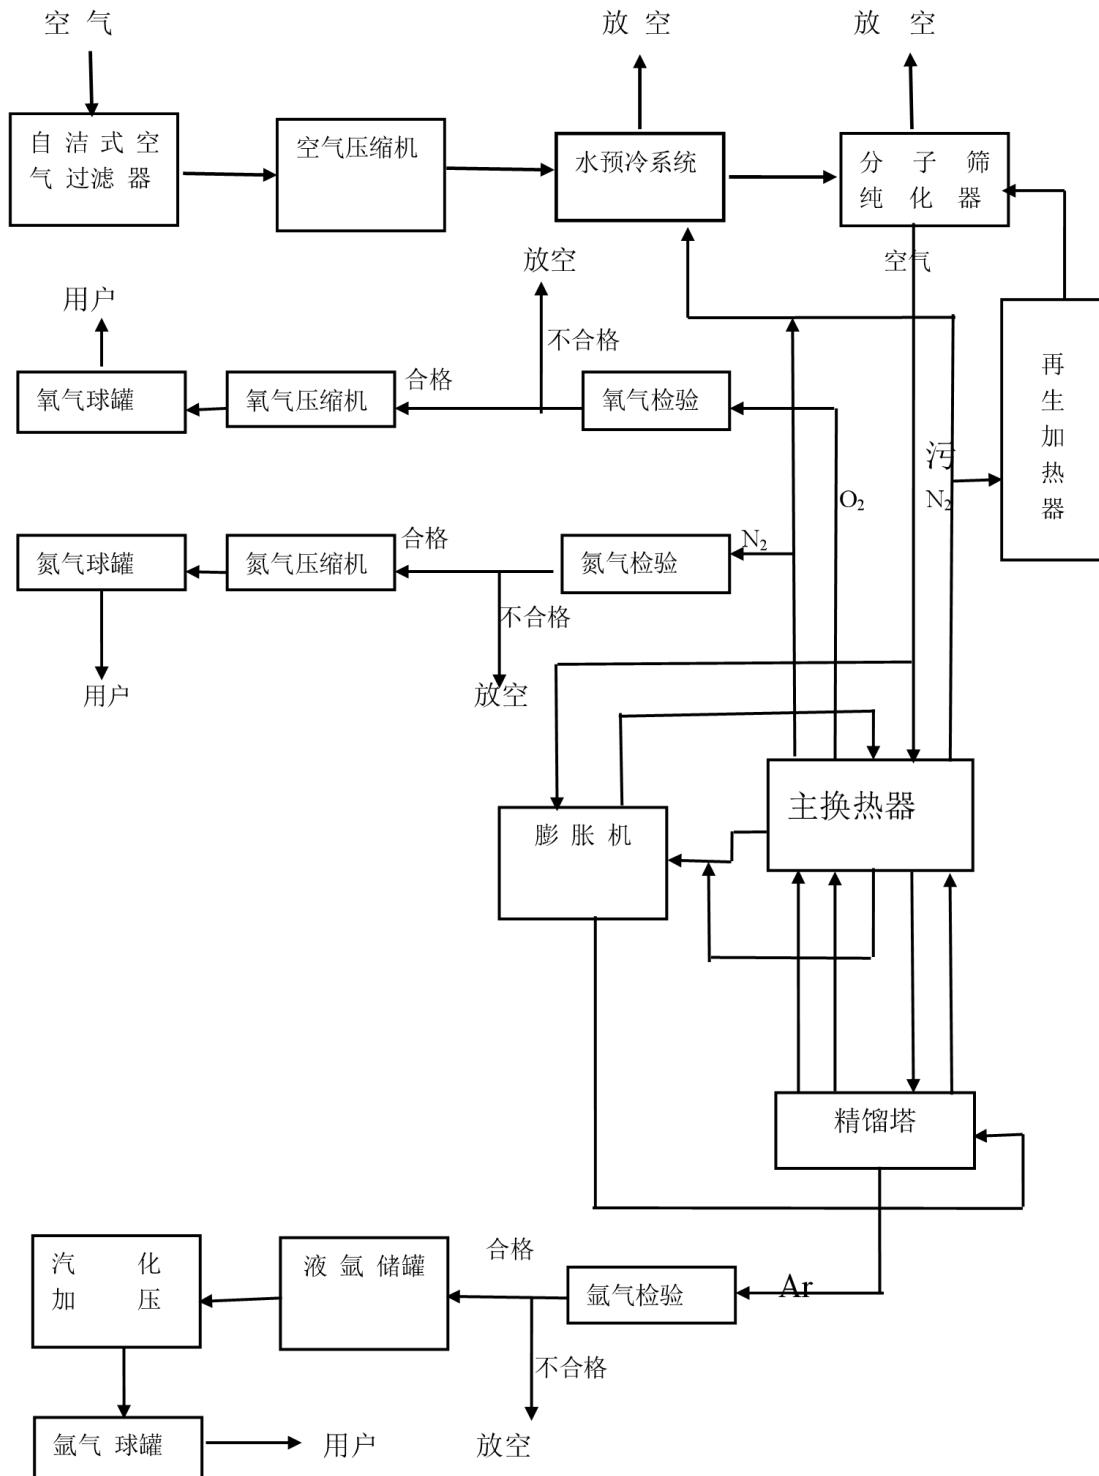 空 气
放 空
放 空
自 洁 式 空
气 过滤 器
空气压缩机
水预冷系统
分 子 筛
纯 化 器
空气
放空
用户
不合格
合格
氧气球罐
氧气压缩机
氧气检验
再
生
加
热
器
污
N₂
O₂
N₂
合格
氮气球罐
氮气压缩机
氮气检验
不合格
用户
放空
主换热器
膨 胀 机
精馏塔
合格
汽 化
加 压
液 氩 储罐
氩气检验
Ar
不合格
氩气 球罐
用户
放空